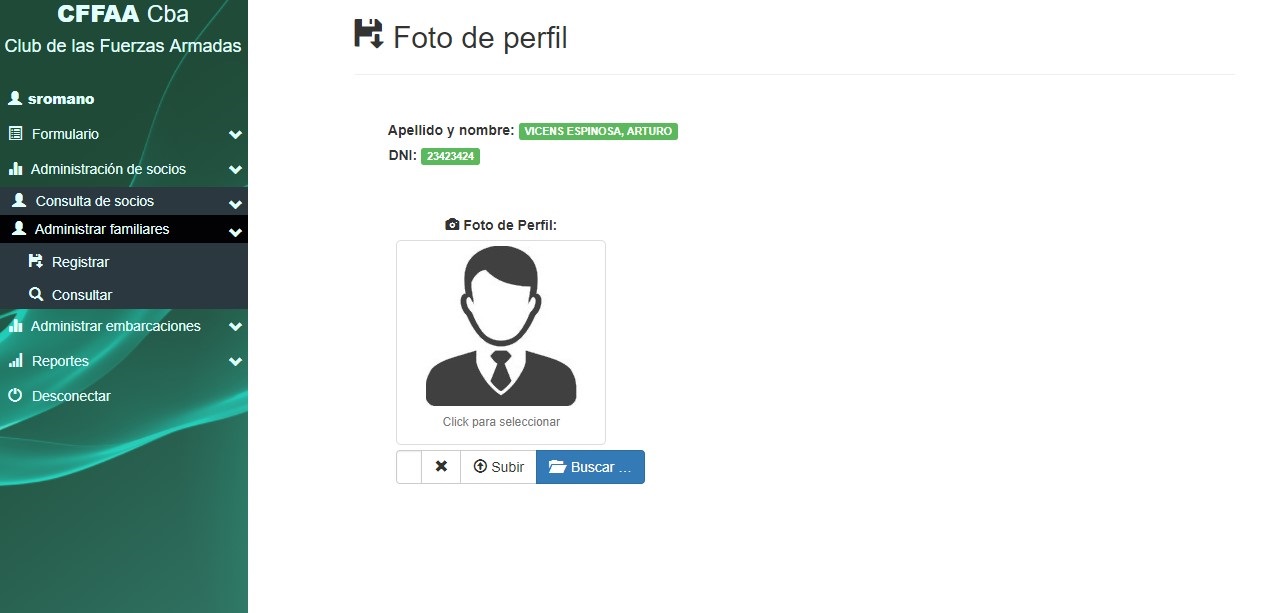 CFFAA Cba
Club de las Fuerzas Armadas
sromano
Formulario
Administración de socios
Consulta de socios
Administrar familiares
Registrar
Consultar
Administrar embarcaciones
Reportes
Desconectar
Foto de perfil
Apellido y nombre: VICENS ESPINOSA, ARTURO
DNI: 23423424
Foto de Perfil:
Click para seleccionar
Subir Buscar ...